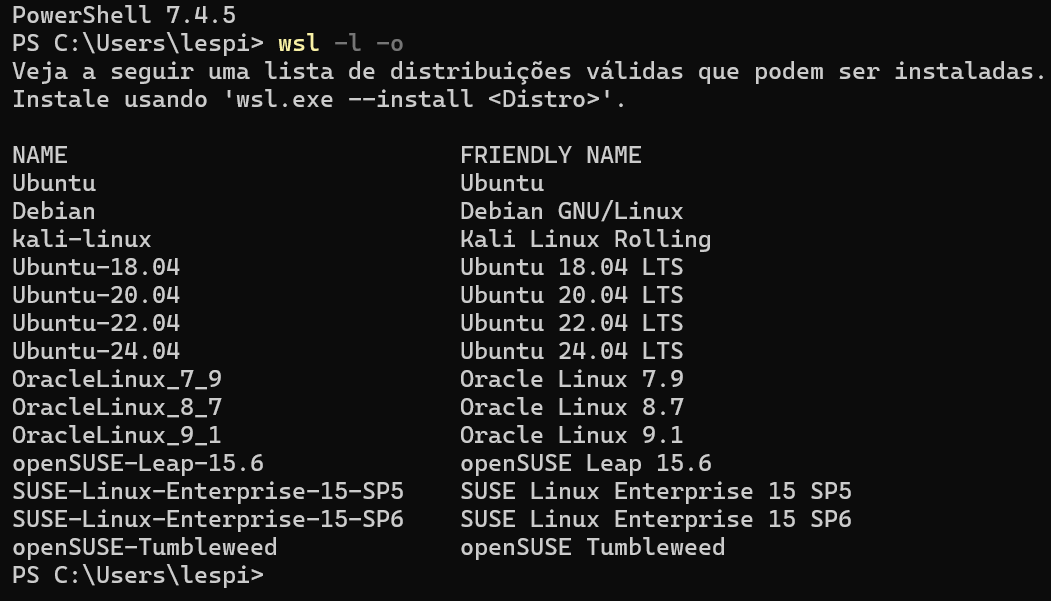 PowerShell 7.4.5
PS C:\Users\lespi> wsl -l -o
Veja a seguir uma lista de distribuições válidas que podem ser instaladas.
Instale usando 'wsl.exe --install <Distro>'.
NAME                            FRIENDLY NAME
Ubuntu                          Ubuntu
Debian                          Debian GNU/Linux
kali-linux                      Kali Linux Rolling
Ubuntu-18.04                    Ubuntu 18.04 LTS
Ubuntu-20.04                    Ubuntu 20.04 LTS
Ubuntu-22.04                    Ubuntu 22.04 LTS
Ubuntu-24.04                    Ubuntu 24.04 LTS
OracleLinux_7_9                 Oracle Linux 7.9
OracleLinux_8_7                 Oracle Linux 8.7
OracleLinux_9_1                 Oracle Linux 9.1
openSUSE-Leap-15.6              openSUSE Leap 15.6
SUSE-Linux-Enterprise-15-SP5    SUSE Linux Enterprise 15 SP5
SUSE-Linux-Enterprise-15-SP6    SUSE Linux Enterprise 15 SP6
openSUSE-Tumbleweed             openSUSE Tumbleweed
PS C:\Users\lespi>